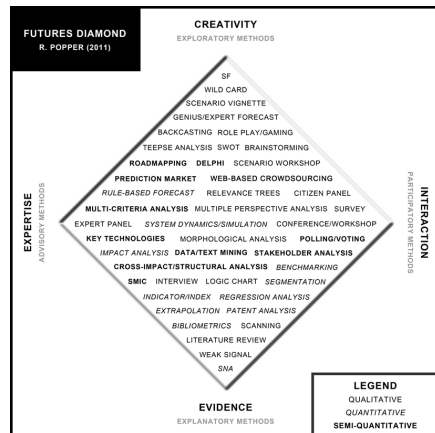 FUTURES DIAMOND
R. POPPER (2011)
CREATIVITY
EXPLORATORY METHODS
SF
WILD CARD
SCENARIO VIGNETTE
GENIUS/EXPERT FORECAST
BACKCASTING ROLE PLAY/GAMING
TEEPSE ANALYSIS SWOT BRAINSTORMING
ROADMAPPING DELPHI SCENARIO WORKSHOP
PREDICTION MARKET WEB-BASED CROWDSOURCING
RULE-BASED FORECAST RELEVANCE TREES CITIZEN PANEL
MULTI-CRITERIA ANALYSIS MULTIPLE PERSPECTIVE ANALYSIS SURVEY
EXPERT PANEL SYSTEM DYNAMICS/SIMULATION CONFERENCE/WORKSHOP
KEY TECHNOLOGIES MORPHOLOGICAL ANALYSIS POLLING/VOTING
IMPACT ANALYSIS DATA/TEXT MINING STAKEHOLDER ANALYSIS
CROSS-IMPACT/STRUCTURAL ANALYSIS BENCHMARKING
SMIC INTERVIEW LOGIC CHART SEGMENTATION
INDICATOR/INDEX REGRESSION ANALYSIS
EXTRAPOLATION PATENT ANALYSIS
BIBLIOMETRICS SCANNING
LITERATURE REVIEW
WEAK SIGNAL
SNA
EXPERTISE
ADVISORY METHODS
INTERACTION
PARTICIPATORY METHODS
EVIDENCE
EXPLANATORY METHODS
LEGEND
QUALITATIVE
QUANTITATIVE
SEMI-QUANTITATIVE